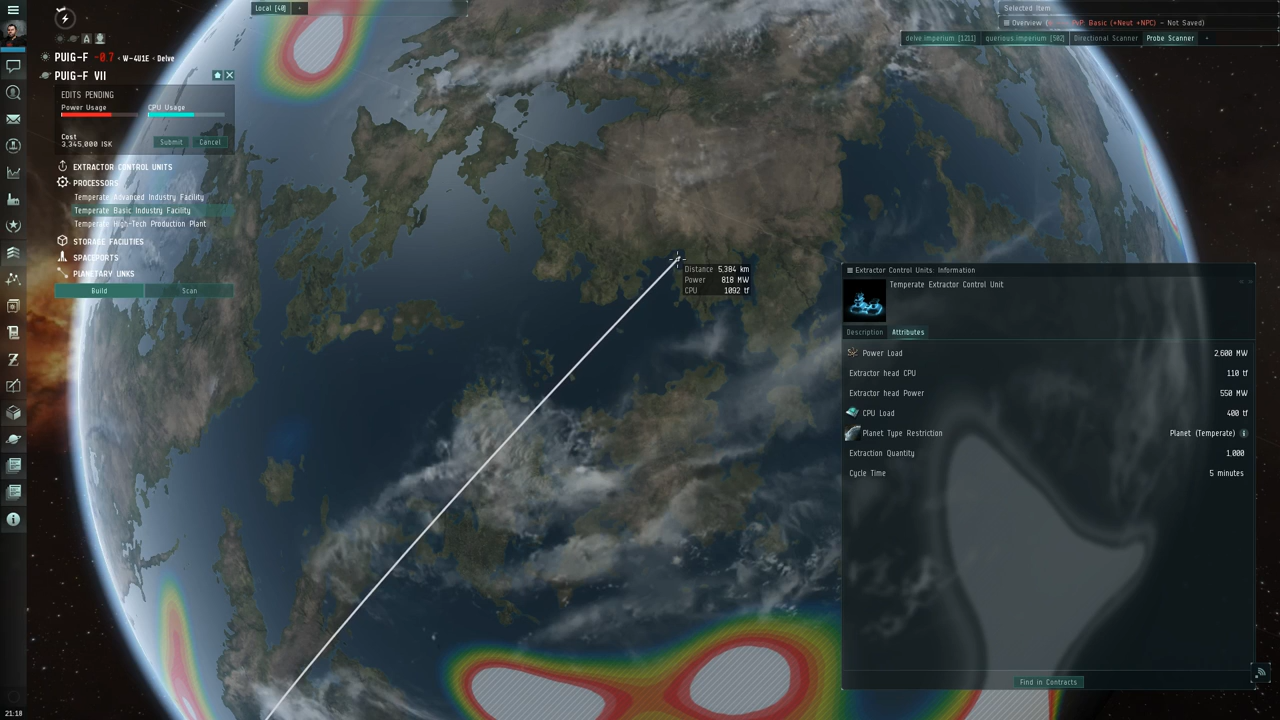 Local [40]
Selected Item
Overview ( PvP. Basic (+Neut +NPC) - Not Saved)
delve.imperium [1211] querious.imperium [502] Directional Scanner Probe Scanner
PUIG-F -0.7 < W-4U1E < Delve
PUIG-F VII
EDITS PENDING
Power Usage CPU Usage
Cost
3,345,000 ISK
Submit Cancel
EXTRACTOR CONTROL UNITS
PROCESSORS
Temperate Advanced Industry Facility
Temperate Basic Industry Facility
Temperate High-Tech Production Plant
STORAGE FACILITIES
SPACEPORTS
PLANETARY LINKS
Build Scan
Distance 5,384 km
Power 818 MW
CPU 1092 tf
Extractor Control Units: Information
Temperate Extractor Control Unit
Description Attributes
Power Load 2,600 MW
Extractor head CPU 110 tf
Extractor head Power 550 MW
CPU Load 400 tf
Planet Type Restriction Planet (Temperate)
Extraction Quantity 1,000
Cycle Time 5 minutes
Find in Contracts
21:18